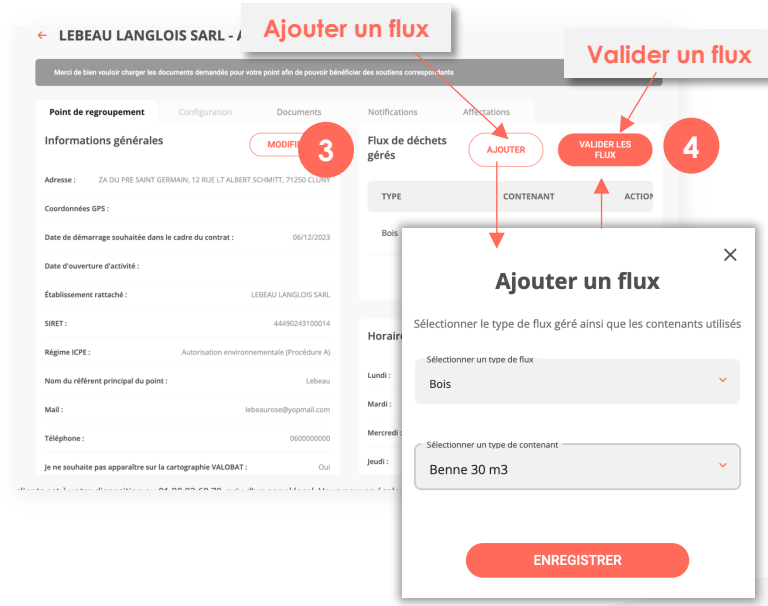 Ajouter un flux
Valider un flux
← LEBEAU LANGLOIS SARL - A
Merci de bien vouloir charger les documents demandés pour votre point afin de pouvoir bénéficier des soutiens correspondants
Point de regroupement
Configuration
Documents
Notifications
Affectations
Informations générales
MODIFI
3
Adresse :
ZA DU PRE SAINT GERMAIN, 12 RUE LT ALBERT SCHMITT, 71250 CLUNY
Coordonnées GPS :
Date de démarrage souhaitée dans le cadre du contrat :
06/12/2023
Date d'ouverture d'activité :
Établissement rattaché :
LEBEAU LANGLOIS SARL
SIRET :
44490243100014
Régime ICPE :
Autorisation environnementale (Procédure A)
Nom du référent principal du point :
Lebeau
Mail :
lebeaurose@yopmail.com
Téléphone :
0600000000
Je ne souhaite pas apparaître sur la cartographie VALOBAT :
Oui
Flux de déchets
gérés
AJOUTER
VALIDER LES
FLUX
4
TYPE
CONTENANT
ACTION
Bois
Horaire
Lundi :
Mardi :
Mercredi :
Jeudi :
Ajouter un flux
Sélectionner le type de flux géré ainsi que les contenants utilisés
Sélectionner un type de flux
Bois
Sélectionner un type de contenant
Benne 30 m3
ENREGISTRER